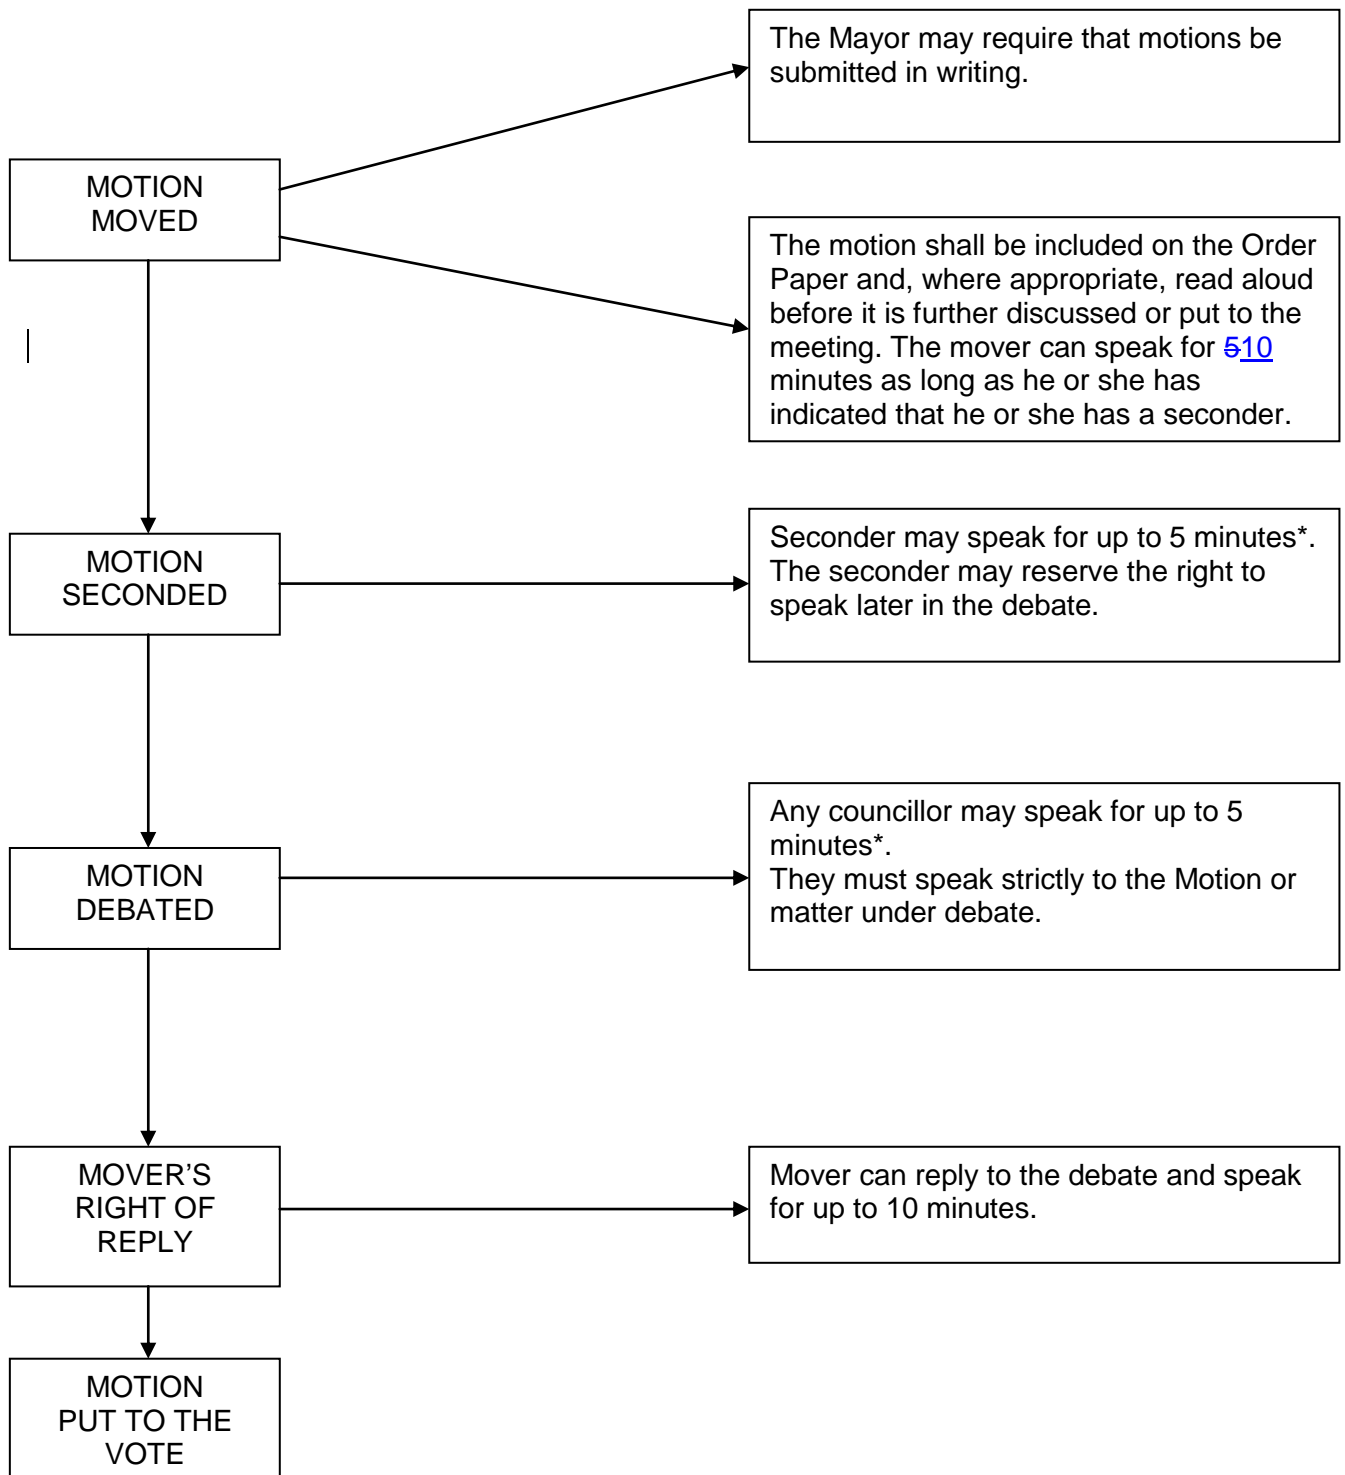 The Mayor may require that motions be
submitted in writing.
MOTION
MOVED
The motion shall be included on the Order
Paper and, where appropriate, read aloud
before it is further discussed or put to the
meeting. The mover can speak for 510
minutes as long as he or she has
indicated that he or she has a seconder.
MOTION
SECONDED
Seconder may speak for up to 5 minutes*.
The seconder may reserve the right to
speak later in the debate.
MOTION
DEBATED
Any councillor may speak for up to 5
minutes*.
They must speak strictly to the Motion or
matter under debate.
MOVER’S
RIGHT OF
REPLY
Mover can reply to the debate and speak
for up to 10 minutes.
MOTION
PUT TO THE
VOTE